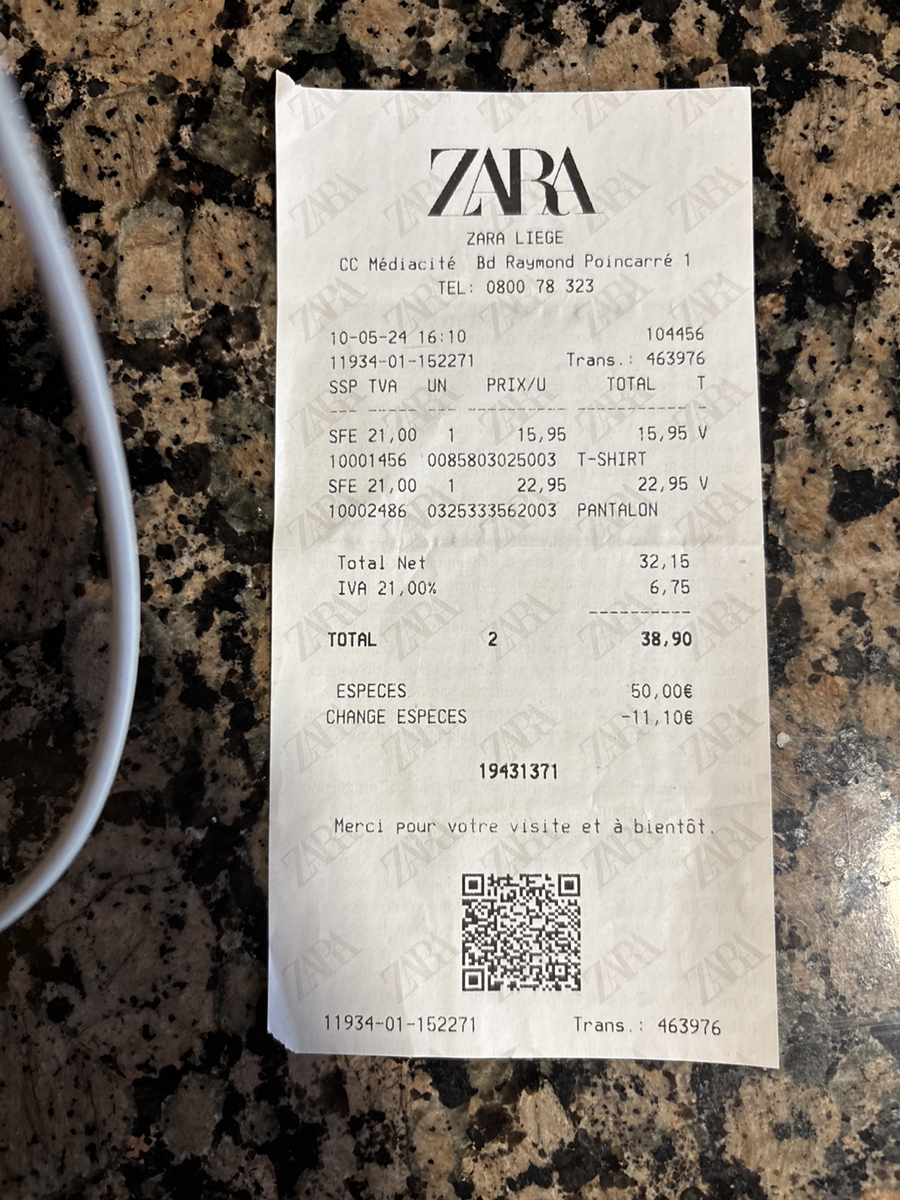 ZARA
ZARA LIEGE
CC Médiacité Bd Raymond Poincarré 1
TEL: 0800 78 323
10-05-24 16:10 104456
11934-01-152271 Trans.: 463976
SSP TVA UN PRIX/U TOTAL T
--- ------ ---- ------------ ------------- -
SFE 21,00 1 15,95 15,95 V
10001456 0085803025003 T-SHIRT
SFE 21,00 1 22,95 22,95 V
10002486 0325333562003 PANTALON
Total Net 32,15
IVA 21,00% 6,75
----------
TOTAL 2 38,90
ESPECES 50,00€
CHANGE ESPECES -11,10€
19431371
Merci pour votre visite et à bientôt.
11934-01-152271 Trans.: 463976